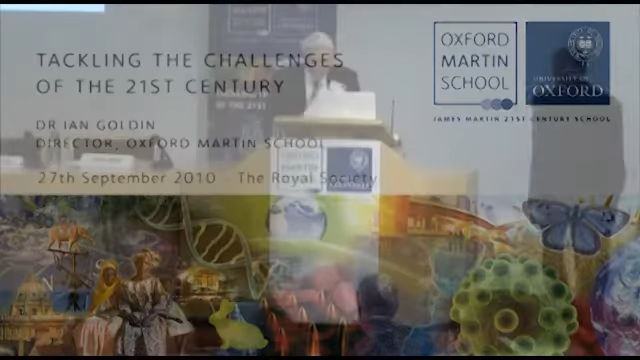 TACKLING THE CHALLENGES
OF THE 21ST CENTURY
DR IAN GOLDIN
DIRECTOR, OXFORD MARTIN SCHOOL
27th September 2010 - The Royal Society
OXFORD
MARTIN
SCHOOL
UNIVERSITY OF
OXFORD
JAMES MARTIN 21ST CENTURY SCHOOL